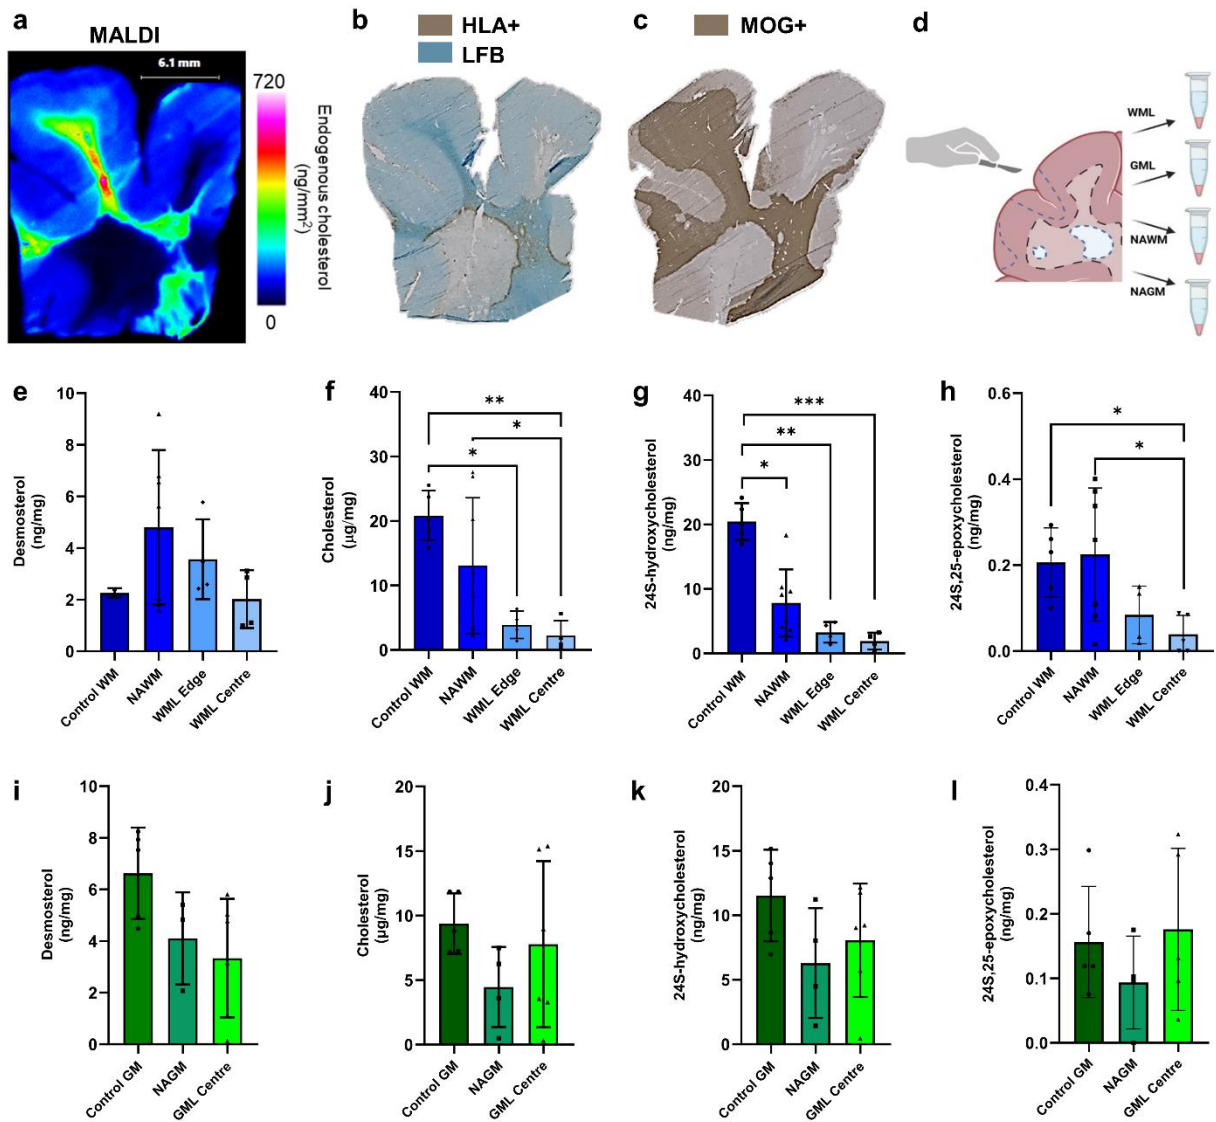 a
MALDI
6.1 mm
720
0
Endogenous cholesterol
(ng/mm²)
b
HLA+
LFB
c
MOG+
d
WML
GML
NAWM
NAGM
e
Desmosterol
(ng/mg)
10
8
6
4
2
0
Control WM
NAWM
WML Edge
WML Centre
f
Cholesterol
(µg/mg)
40
30
20
10
0
**
*
*
Control WM
NAWM
WML Edge
WML Centre
g
24S-hydroxycholesterol
(ng/mg)
40
30
20
10
0
***
**
*
Control WM
NAWM
WML Edge
WML Centre
h
24S,25-epoxycholesterol
(ng/mg)
0.6
0.4
0.2
0.0
*
*
Control WM
NAWM
WML Edge
WML Centre
i
Desmosterol
(ng/mg)
10
8
6
4
2
0
Control GM
NAGM
GML Centre
j
Cholesterol
(µg/mg)
20
15
10
5
0
Control GM
NAGM
GML Centre
k
24S-hydroxycholesterol
(ng/mg)
20
15
10
5
0
Control GM
NAGM
GML Centre
l
24S,25-epoxycholesterol
(ng/mg)
0.4
0.3
0.2
0.1
0.0
Control GM
NAGM
GML Centre